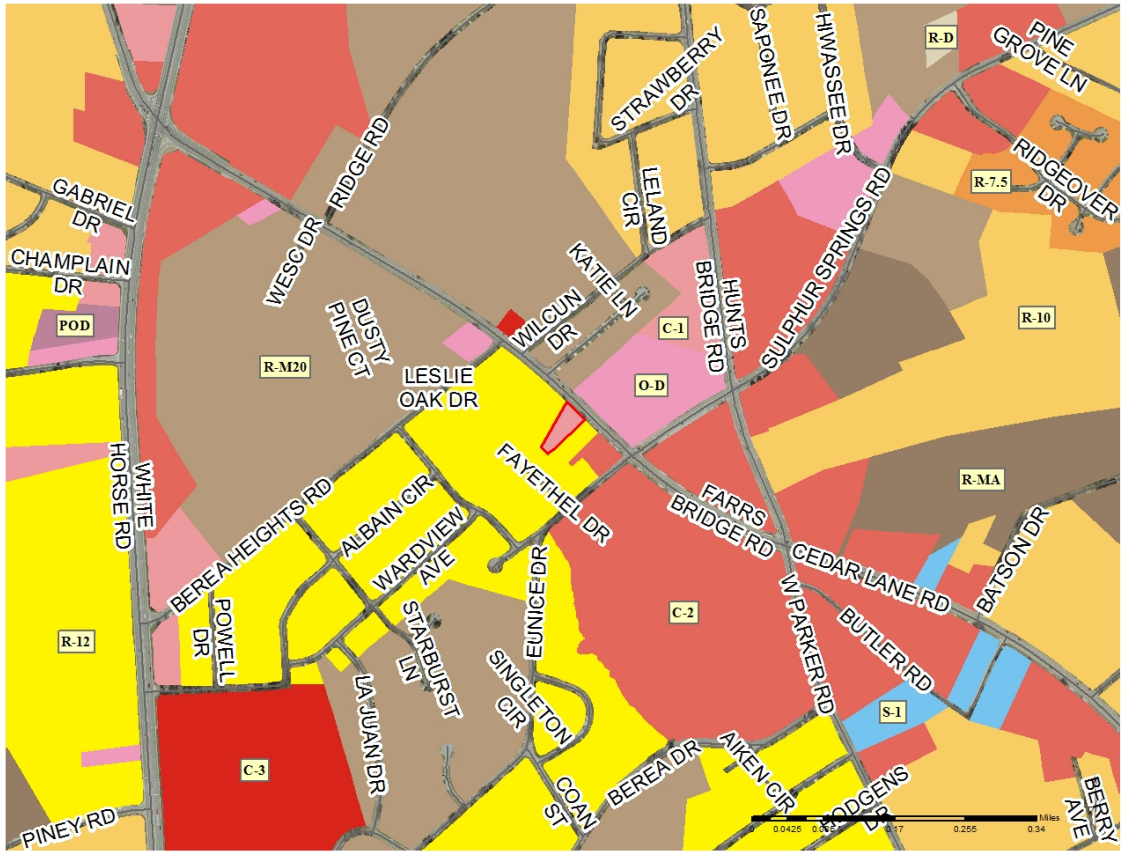 R-D
PINE
GROVE LN
SAPONEE DR
HIWASSEE DR
STRAWBERRY
DR
RIDGE RD
WESC DR
GABRIEL
DR
CHAMPLAIN
DR
LELAND
CIR
R-7.5
RIDGEOVER
DR
KATIE LN
WILCUN
DR
HUNTS
BRIDGE RD
SULPHUR SPRINGS RD
POD
DUSTY
PINE CT
C-1
R-10
R-M20
LESLIE
OAK DR
O-D
WHITE
HORSE RD
BEREA HEIGHTS RD
ALBAIN CIR
WARDVIEW
AVE
FAYETHEL DR
FARRS
BRIDGE RD
R-MA
CEDAR LANE RD
BATSON DR
EUNICE DR
POWELL
DR
STARBURST
LN
C-2
W PARKER RD
BUTLER RD
R-12
LA JUAN DR
SINGLETON
CIR
S-1
C-3
COAN
ST
BEREA DR
AIKEN CIR
HODGENS
DR
BERRY
AVE
PINEY RD
Miles
0 0.0425 0.085 0.17 0.255 0.34